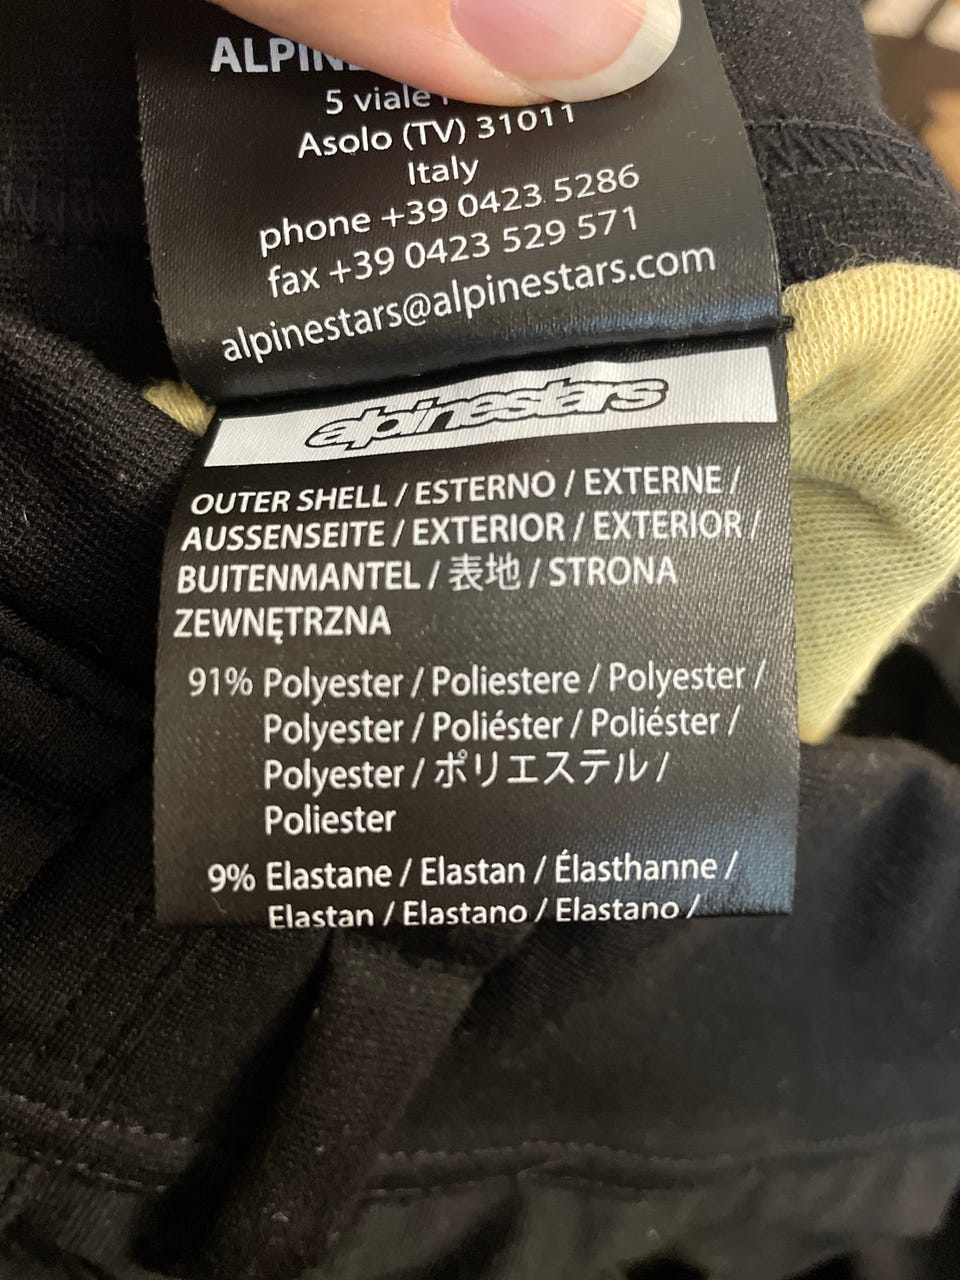 5 viale
Asolo (TV) 31011
Italy
phone +39 0423 5286
fax +39 0423 529 571
alpinestars@alpinestars.com
alpinestars
OUTER SHELL / ESTERNO / EXTERNE /
AUSSENSEITE / EXTERIOR / EXTERIOR /
BUITENMANTEL / 表地 / STRONA
ZEWNĘTRZNA
91% Polyester / Poliestere / Polyester /
Polyester / Poliéster / Poliéster /
Polyester / ポリエステル /
Poliester
9% Elastane / Elastan / Élasthanne /
Elastan / Elastano / Elastano /